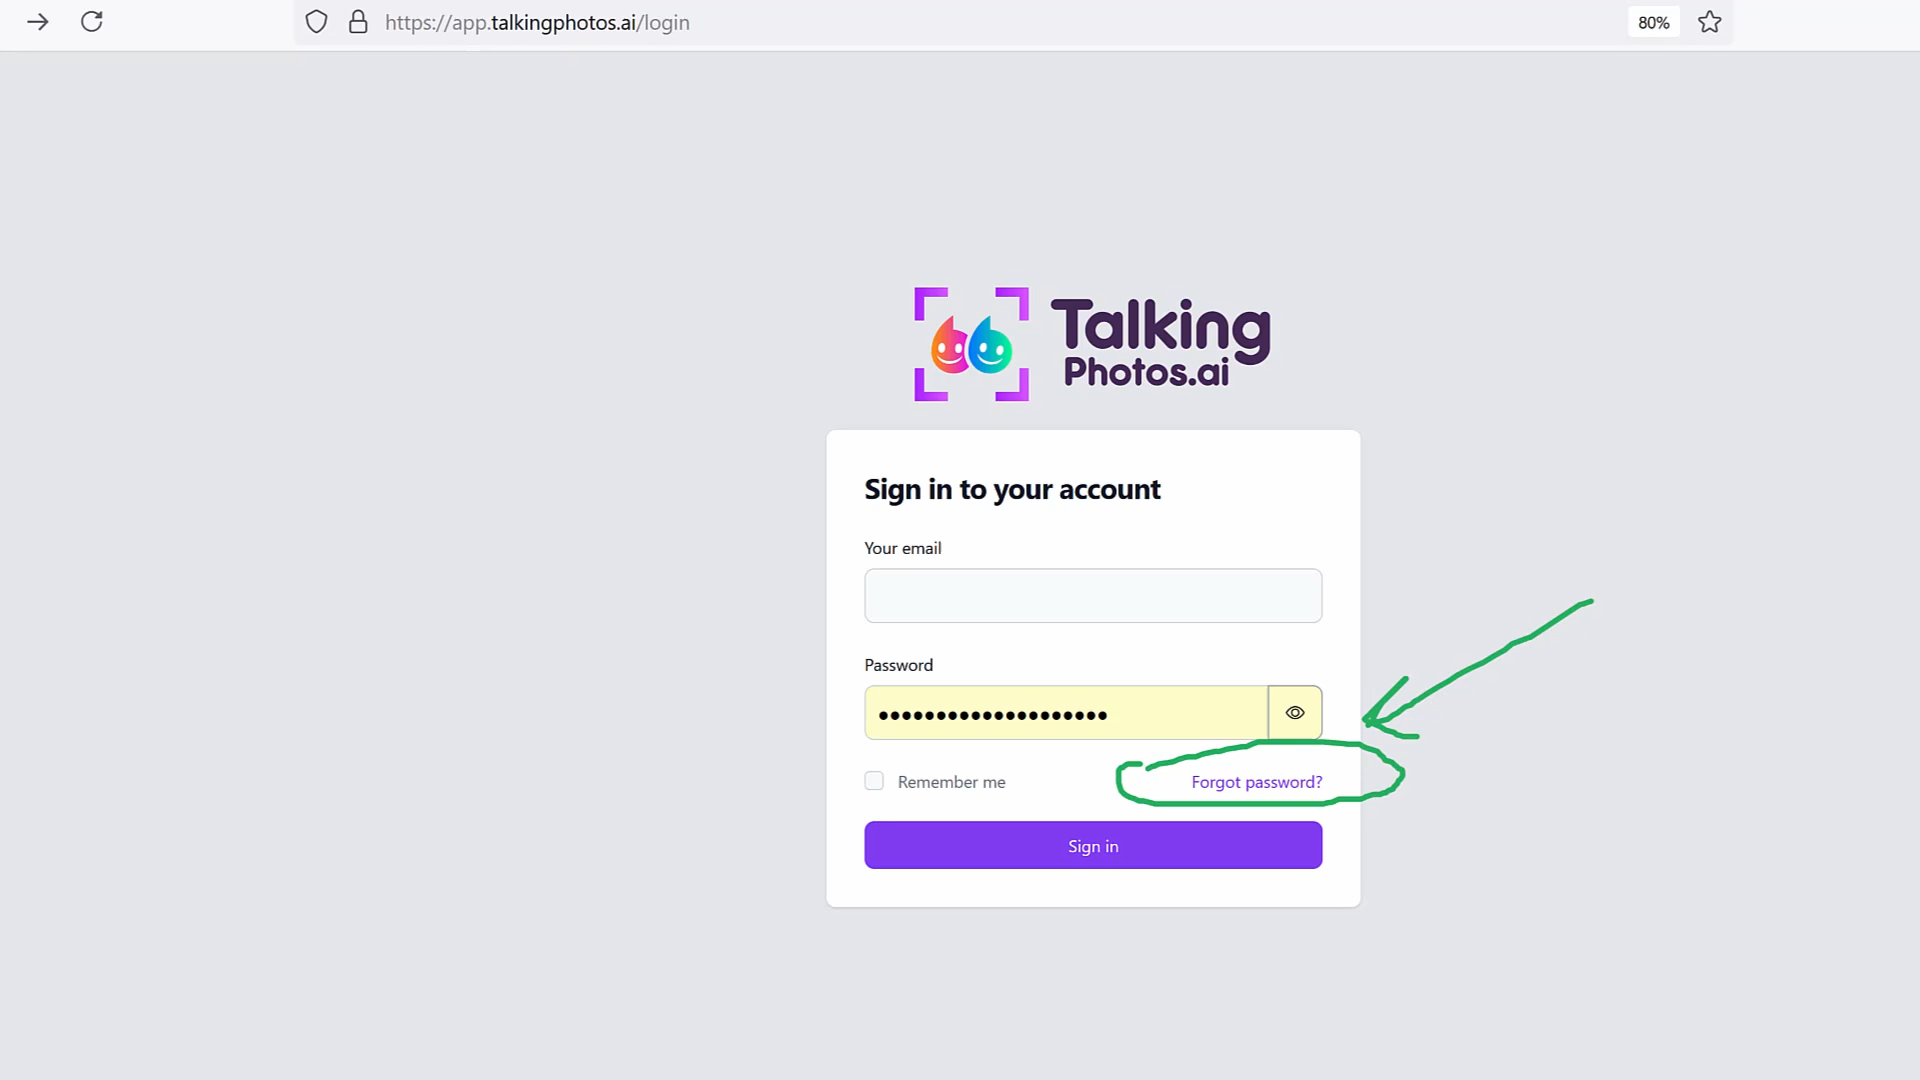 https://app.talkingphotos.ai/login
80%
Talking
Photos.ai
Sign in to your account
Your email
Password
••••••••••••••••••••
Remember me
Forgot password?
Sign in